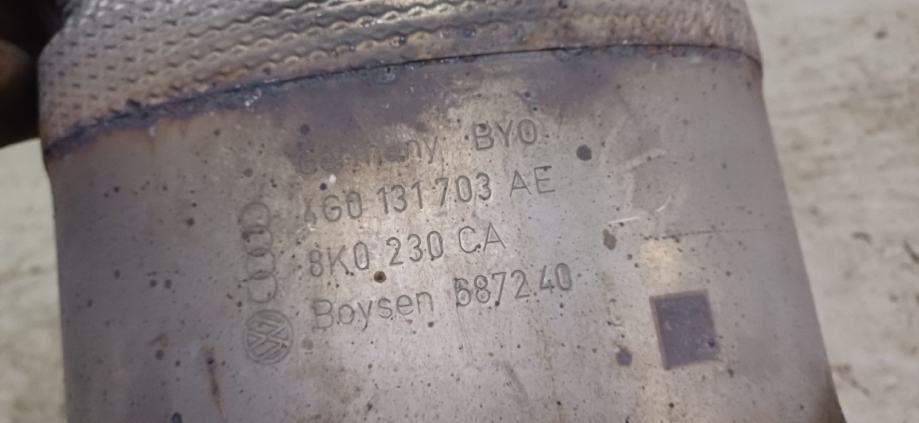 Germany BYO
4G0 131 703 AE
8K0 230 CA
Boysen 687240